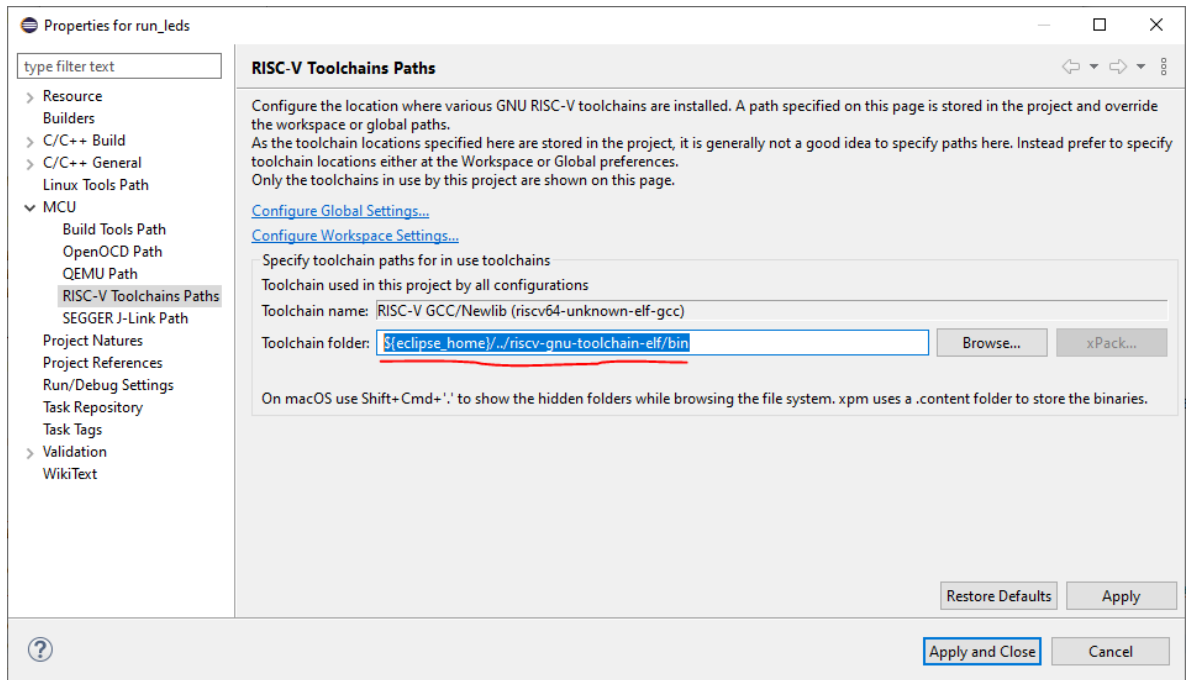 Properties for run_leds
type filter text
Resource
Builders
C/C++ Build
C/C++ General
Linux Tools Path
MCU
Build Tools Path
OpenOCD Path
QEMU Path
RISC-V Toolchains Paths
SEGGER J-Link Path
Project Natures
Project References
Run/Debug Settings
Task Repository
Task Tags
Validation
WikiText
RISC-V Toolchains Paths
Configure the location where various GNU RISC-V toolchains are installed. A path specified on this page is stored in the project and override
the workspace or global paths.
As the toolchain locations specified here are stored in the project, it is generally not a good idea to specify paths here. Instead prefer to specify
toolchain locations either at the Workspace or Global preferences.
Only the toolchains in use by this project are shown on this page.
Configure Global Settings...
Configure Workspace Settings...
Specify toolchain paths for in use toolchains
Toolchain used in this project by all configurations
Toolchain name: RISC-V GCC/Newlib (riscv64-unknown-elf-gcc)
Toolchain folder: ${eclipse_home}/../riscv-gnu-toolchain-elf/bin Browse... xPack...
On macOS use Shift+Cmd+'.' to show the hidden folders while browsing the file system. xpm uses a .content folder to store the binaries.
Restore Defaults Apply
? Apply and Close Cancel